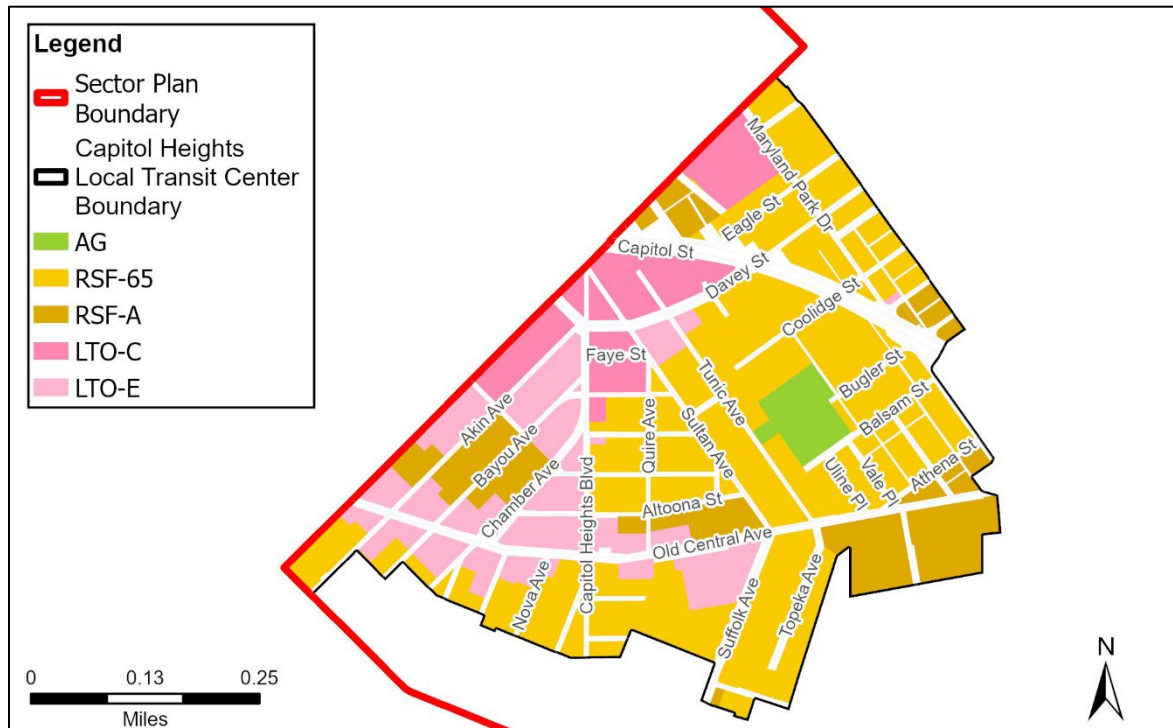 Legend
Sector Plan
Boundary
Capitol Heights
Local Transit Center
Boundary
AG
RSF-65
RSF-A
LTO-C
LTO-E
Maryland Park Dr
Eagle St
Capitol St
Davey St
Coolidge St
Faye St
Bugler St
Tunic Ave
Balsam St
Akin Ave
Sultan Ave
Bayou Ave
Quire Ave
Uline Pl
Vale Pl
Athena St
Chamber Ave
Capitol Heights Blvd
Altoona St
Old Central Ave
Nova Ave
Suffolk Ave
Topeka Ave
0 0.13 0.25
Miles
N